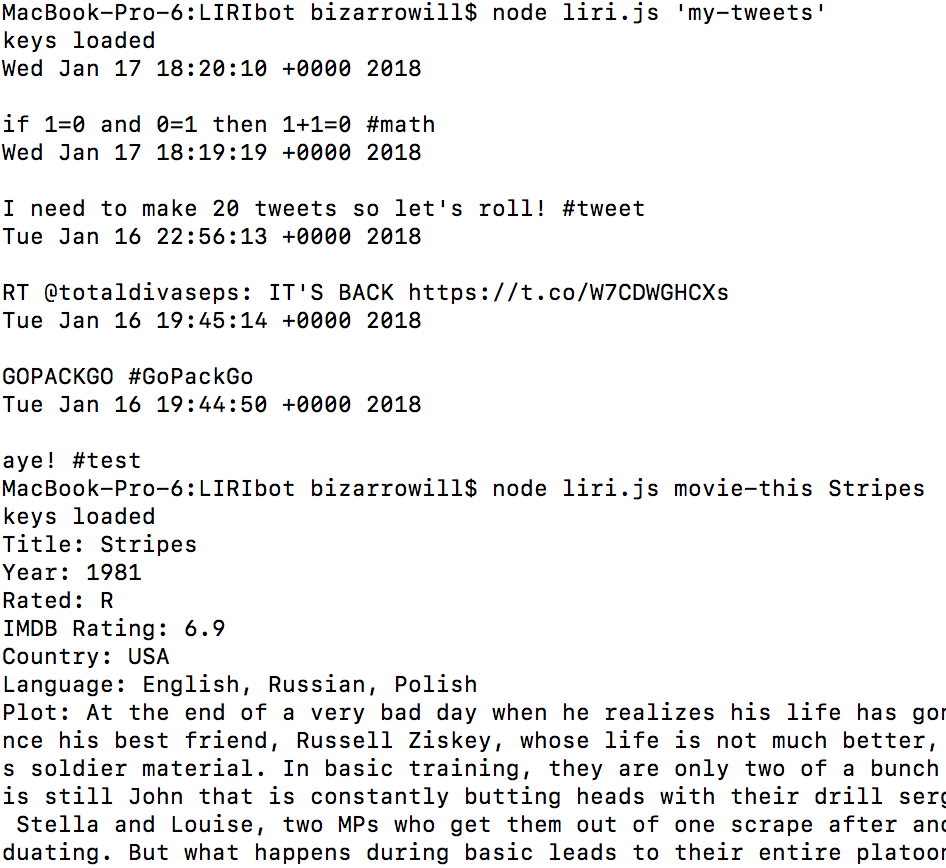 MacBook-Pro-6:LIRIbot bizarrowill$ node liri.js 'my-tweets'
keys loaded
Wed Jan 17 18:20:10 +0000 2018
if 1=0 and 0=1 then 1+1=0 #math
Wed Jan 17 18:19:19 +0000 2018
I need to make 20 tweets so let's roll! #tweet
Tue Jan 16 22:56:13 +0000 2018
RT @totaldivaseps: IT'S BACK https://t.co/W7CDWGHCXs
Tue Jan 16 19:45:14 +0000 2018
GOPACKGO #GoPackGo
Tue Jan 16 19:44:50 +0000 2018
aye! #test
MacBook-Pro-6:LIRIbot bizarrowill$ node liri.js movie-this Stripes
keys loaded
Title: Stripes
Year: 1981
Rated: R
IMDB Rating: 6.9
Country: USA
Language: English, Russian, Polish
Plot: At the end of a very bad day when he realizes his life has gon
nce his best friend, Russell Ziskey, whose life is not much better,
s soldier material. In basic training, they are only two of a bunch
is still John that is constantly butting heads with their drill serg
Stella and Louise, two MPs who get them out of one scrape after and
duating. But what happens during basic leads to their entire platoon